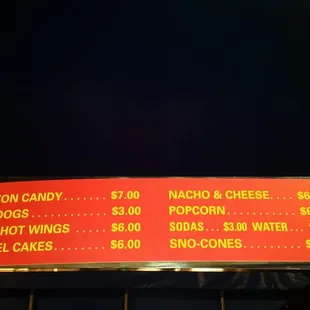 ON CANDY....... $7.00
DOGS........... $3.00
HOT WINGS ..... $6.00
EL CAKES........ $6.00
NACHO & CHEESE.... $6
POPCORN........... $6
SODAS... $3.00 WATER...
SNO-CONES......... $